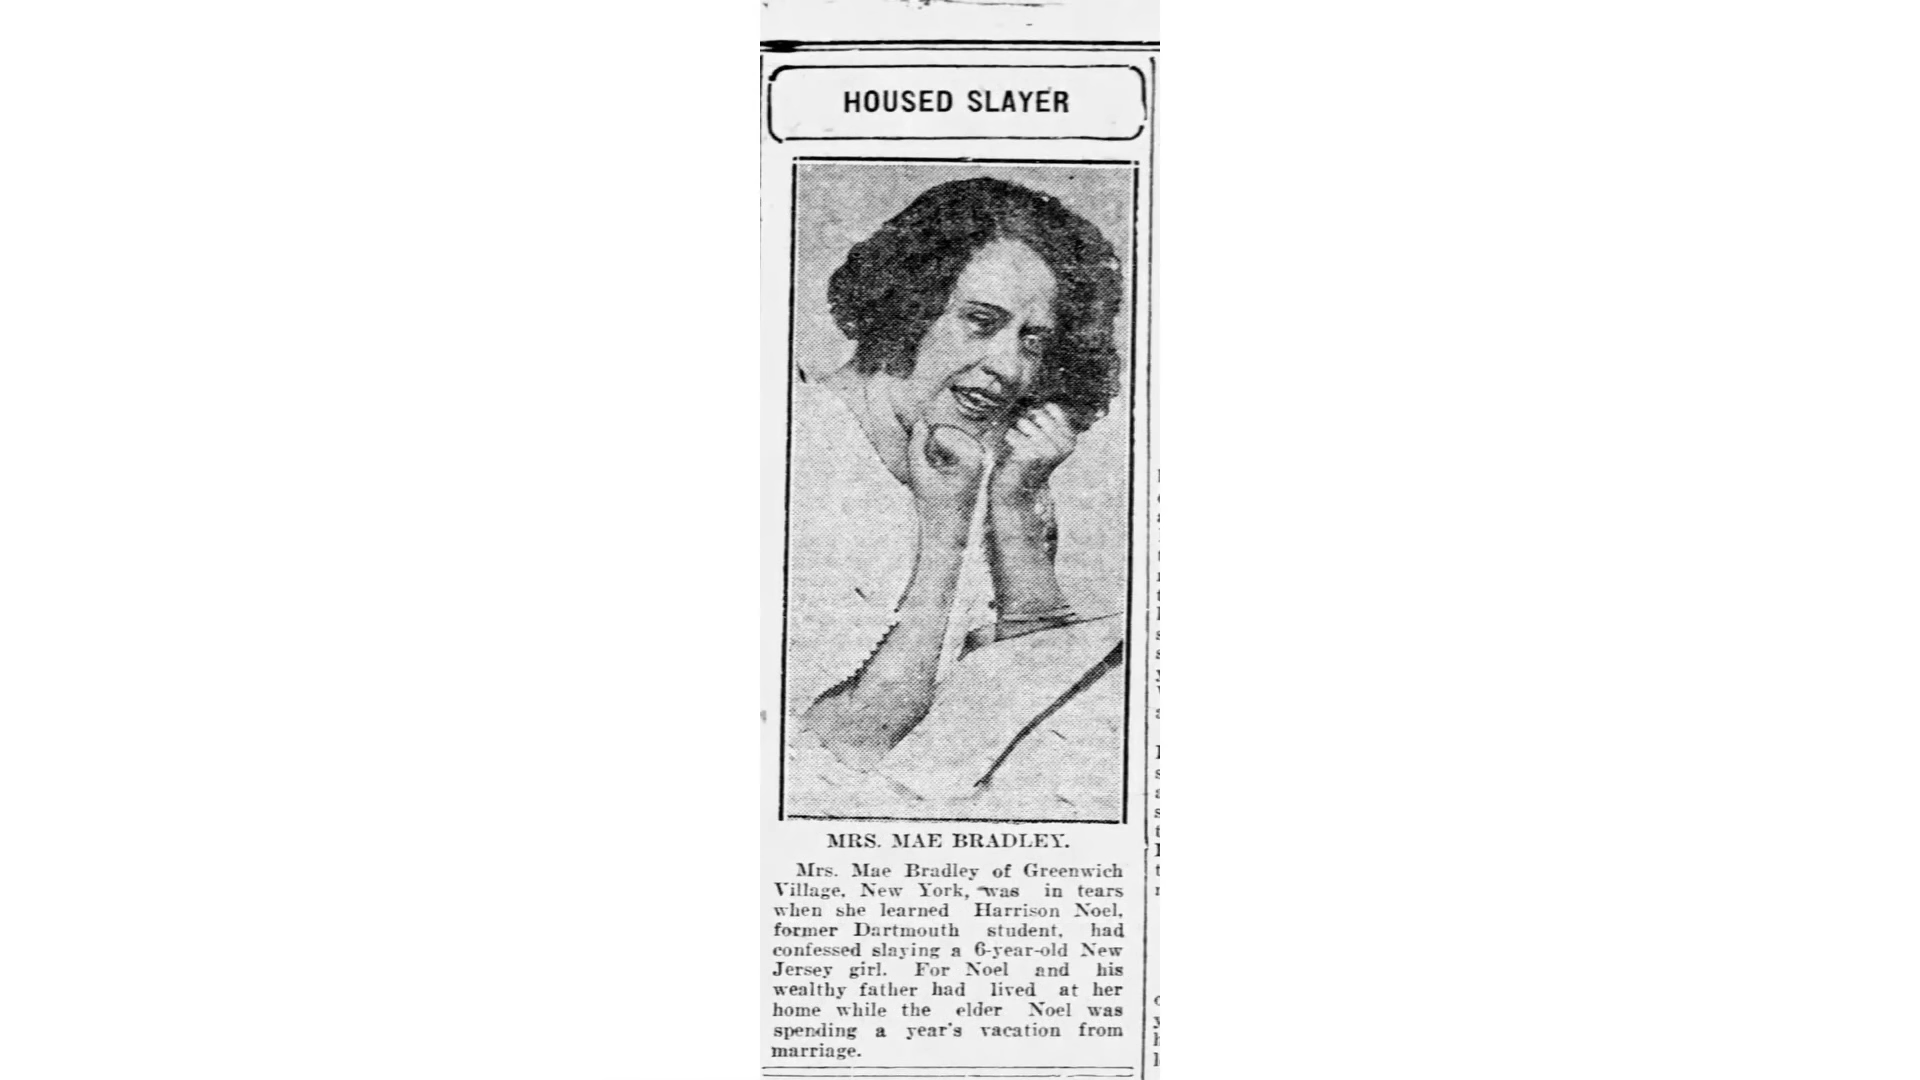 HOUSED SLAYER
MRS. MAE BRADLEY.
Mrs. Mae Bradley of Greenwich
Village, New York, was in tears
when she learned Harrison Noel,
former Dartmouth student, had
confessed slaying a 6-year-old New
Jersey girl. For Noel and his
wealthy father had lived at her
home while the elder Noel was
spending a year's vacation from
marriage.